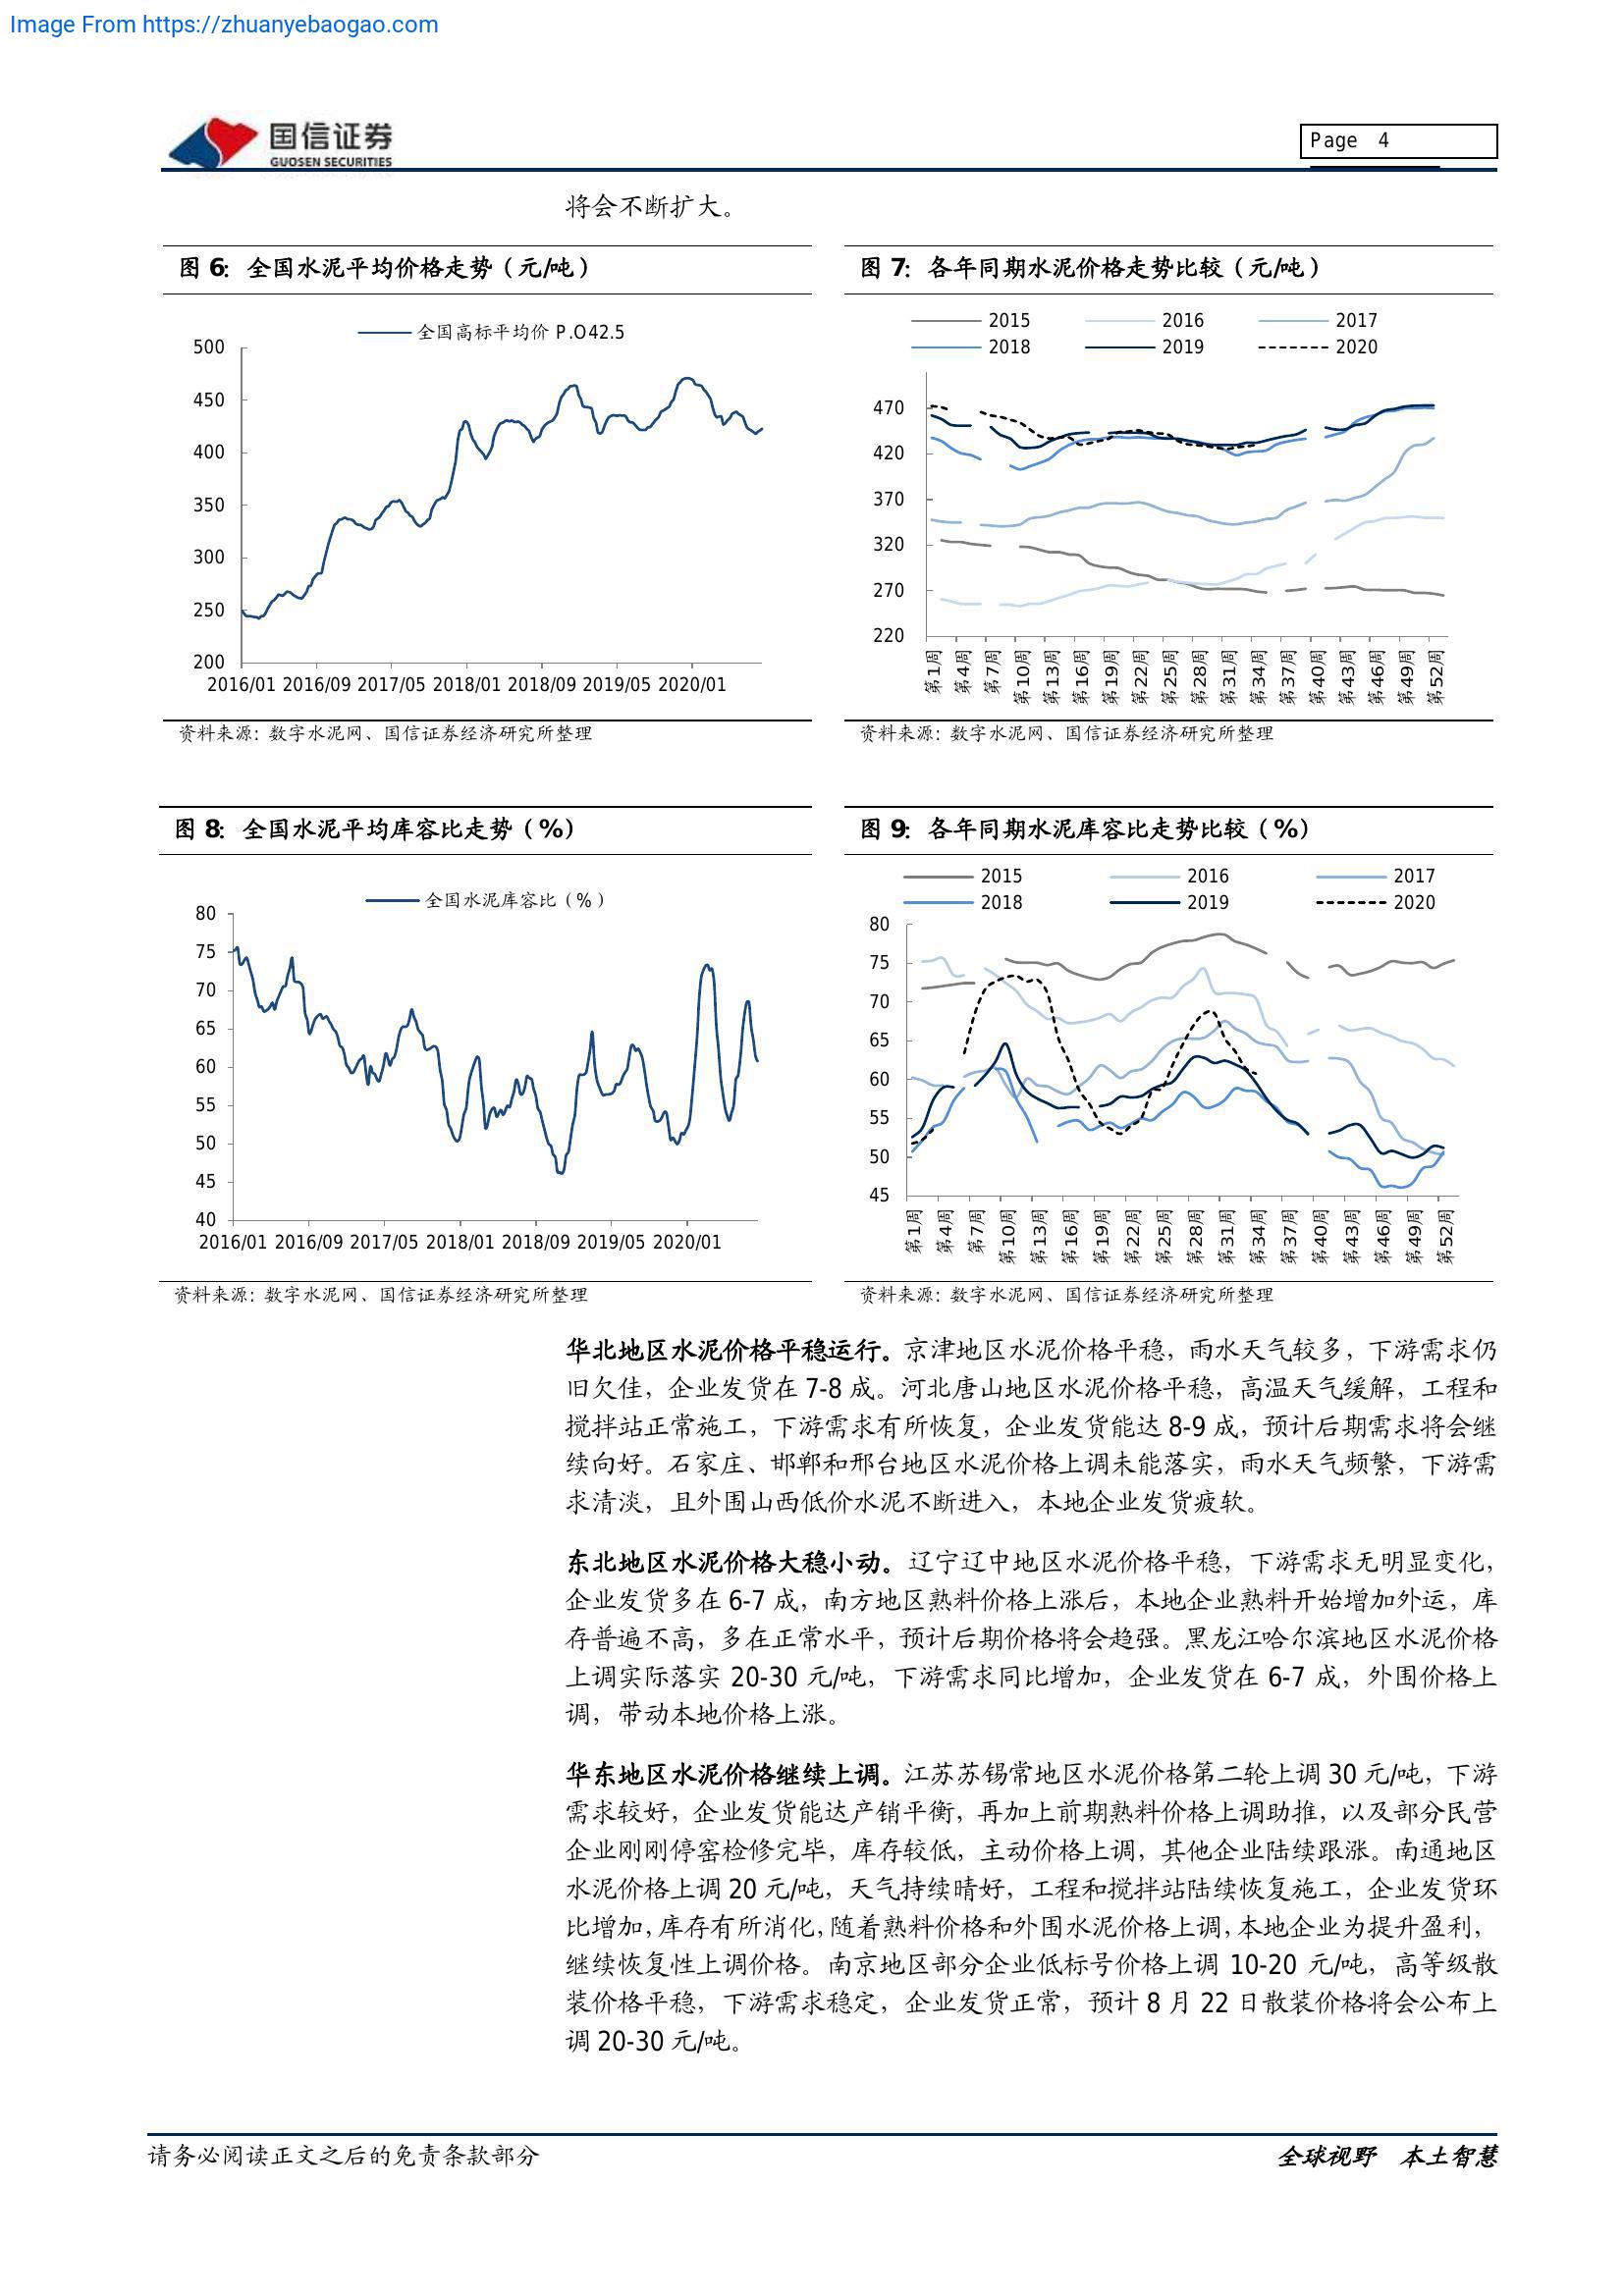 Image From https://zhuanyebaogao.com
国信证券
GUOSEN SECURITIES
Page 4
将会不断扩大。
图 6: 全国水泥平均价格走势（元/吨）
全国高标平均价 P.O42.5
500
450
400
350
300
250
200
2016/01 2016/09 2017/05 2018/01 2018/09 2019/05 2020/01
资料来源：数字水泥网、国信证券经济研究所整理
图 7: 各年同期水泥价格走势比较（元/吨）
2015 2016 2017
2018 2019 2020
470
420
370
320
270
220
第1周 第4周 第7周 第10周 第13周 第16周 第19周 第22周 第25周 第28周 第31周 第34周 第37周 第40周 第43周 第46周 第49周 第52周
资料来源：数字水泥网、国信证券经济研究所整理
图 8: 全国水泥平均库容比走势（%）
全国水泥库容比（%）
80
75
70
65
60
55
50
45
40
2016/01 2016/09 2017/05 2018/01 2018/09 2019/05 2020/01
资料来源：数字水泥网、国信证券经济研究所整理
图 9: 各年同期水泥库容比走势比较（%）
2015 2016 2017
2018 2019 2020
80
75
70
65
60
55
50
45
第1周 第4周 第7周 第10周 第13周 第16周 第19周 第22周 第25周 第28周 第31周 第34周 第37周 第40周 第43周 第46周 第49周 第52周
资料来源：数字水泥网、国信证券经济研究所整理
华北地区水泥价格平稳运行。京津地区水泥价格平稳，雨水天气较多，下游需求仍
旧欠佳，企业发货在 7-8 成。河北唐山地区水泥价格平稳，高温天气缓解，工程和
搅拌站正常施工，下游需求有所恢复，企业发货能达 8-9 成，预计后期需求将会继
续向好。石家庄、邯郸和邢台地区水泥价格上调未能落实，雨水天气频繁，下游需
求清淡，且外围山西低价水泥不断进入，本地企业发货疲软。
东北地区水泥价格大稳小动。辽宁辽中地区水泥价格平稳，下游需求无明显变化，
企业发货多在 6-7 成，南方地区熟料价格上涨后，本地企业熟料开始增加外运，库
存普遍不高，多在正常水平，预计后期价格将会趋强。黑龙江哈尔滨地区水泥价格
上调实际落实 20-30 元/吨，下游需求同比增加，企业发货在 6-7 成，外围价格上
调，带动本地价格上涨。
华东地区水泥价格继续上调。江苏苏锡常地区水泥价格第二轮上调 30 元/吨，下游
需求较好，企业发货能达产销平衡，再加上前期熟料价格上调助推，以及部分民营
企业刚刚停窑检修完毕，库存较低，主动价格上调，其他企业陆续跟涨。南通地区
水泥价格上调 20 元/吨，天气持续晴好，工程和搅拌站陆续恢复施工，企业发货环
比增加，库存有所消化，随着熟料价格和外围水泥价格上调，本地企业为提升盈利，
继续恢复性上调价格。南京地区部分企业低标号价格上调 10-20 元/吨，高等级散
装价格平稳，下游需求稳定，企业发货正常，预计 8 月 22 日散装价格将会公布上
调 20-30 元/吨。
请务必阅读正文之后的免责条款部分
全球视野 本土智慧